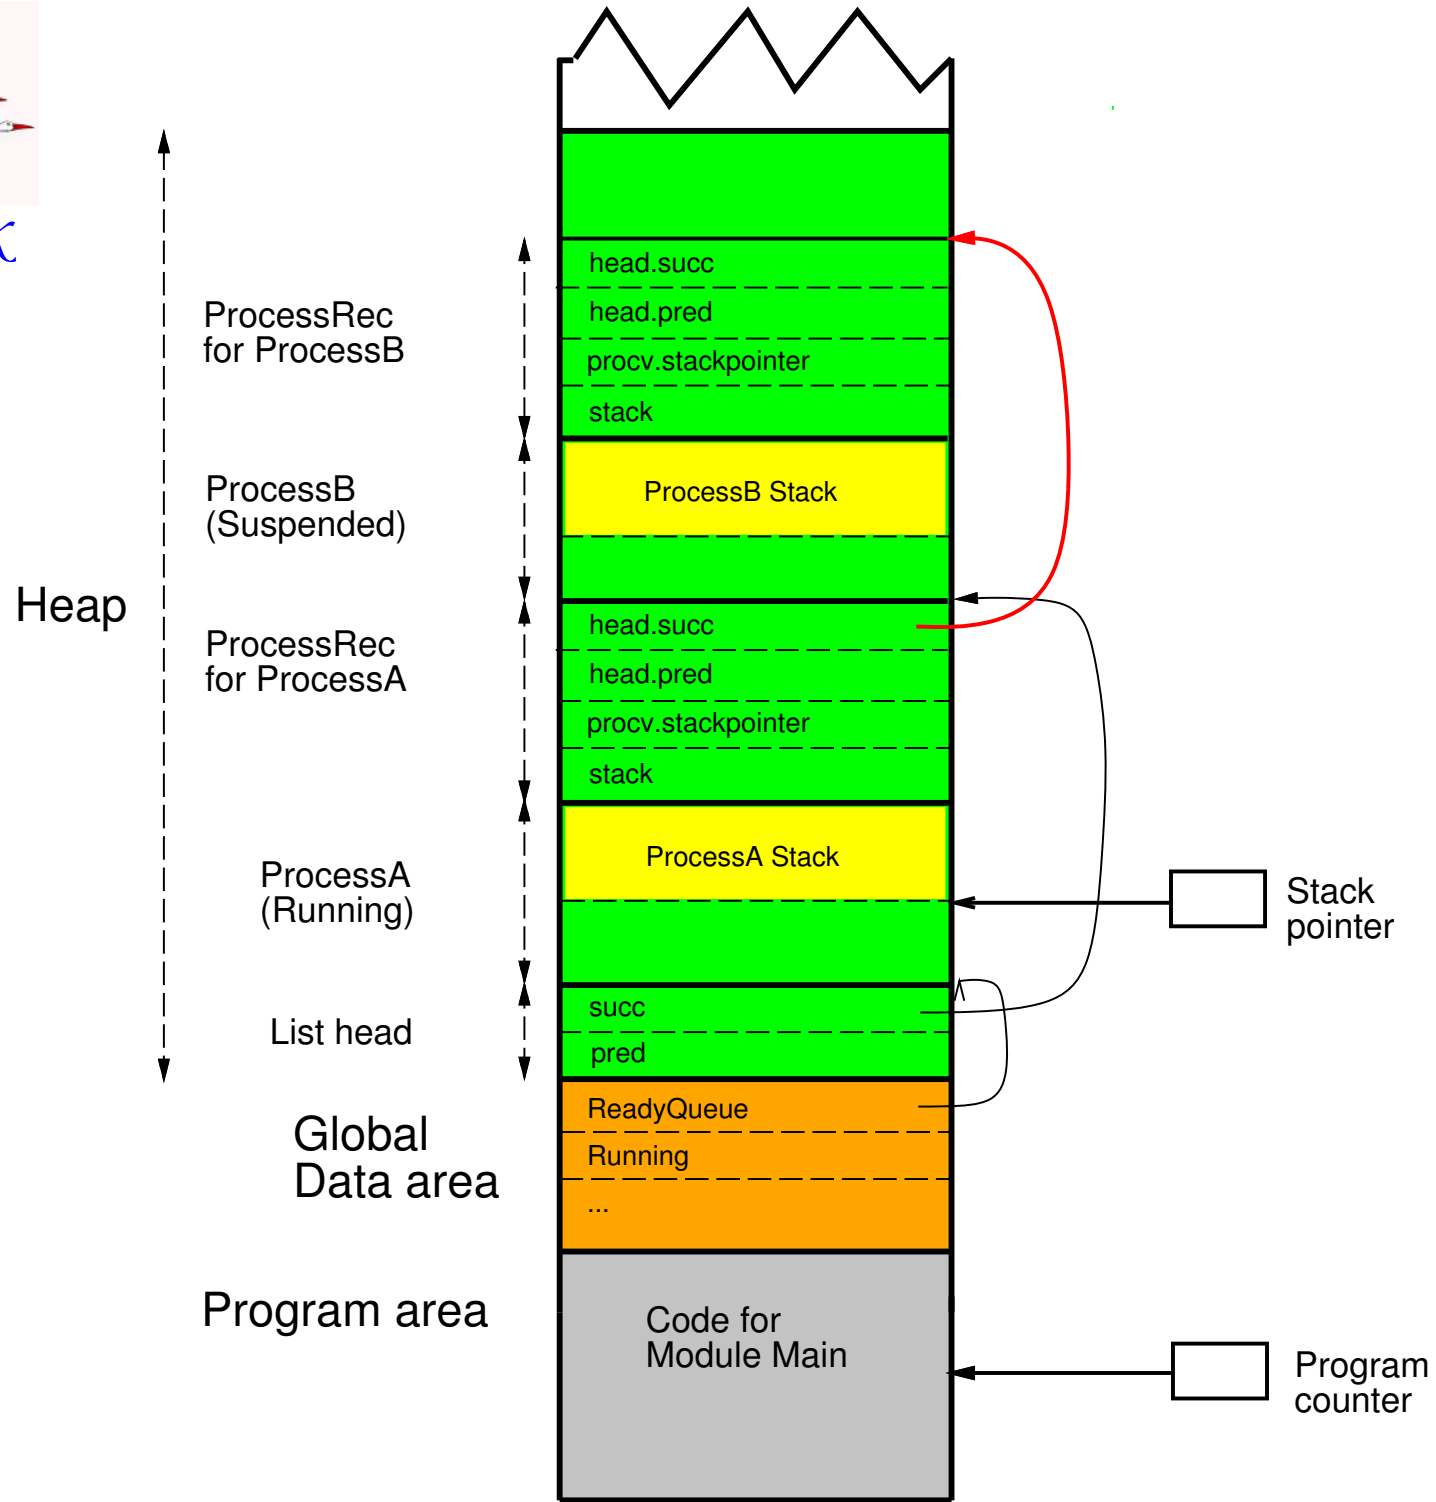 head.succ
head.pred
procv.stackpointer
stack
ProcessRec
for ProcessB
ProcessB Stack
ProcessB
(Suspended)
Heap
head.succ
head.pred
procv.stackpointer
stack
ProcessRec
for ProcessA
ProcessA Stack
ProcessA
(Running)
Stack
pointer
succ
pred
List head
ReadyQueue
Running
...
Global
Data area
Program area
Code for
Module Main
Program
counter